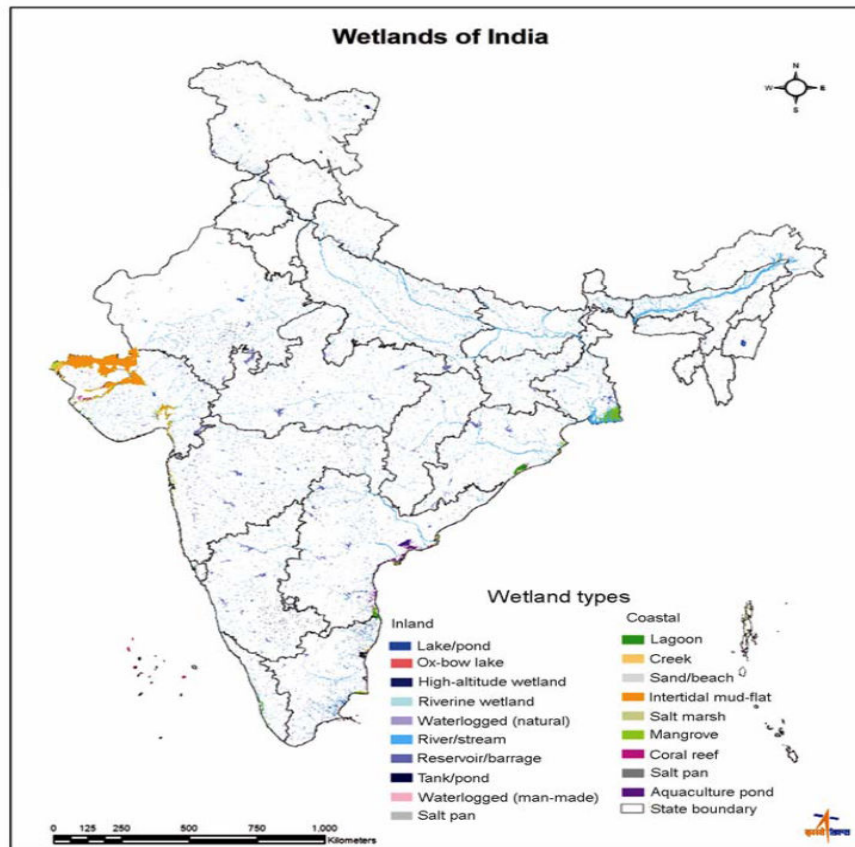 Wetlands of India
N
W
E
S
Wetland types
Inland
Lake/pond
Ox-bow lake
High-altitude wetland
Riverine wetland
Waterlogged (natural)
River/stream
Reservoir/barrage
Tank/pond
Waterlogged (man-made)
Salt pan
Coastal
Lagoon
Creek
Sand/beach
Intertidal mud-flat
Salt marsh
Mangrove
Coral reef
Salt pan
Aquaculture pond
State boundary
0 125 250 500 750 1,000
Kilometers